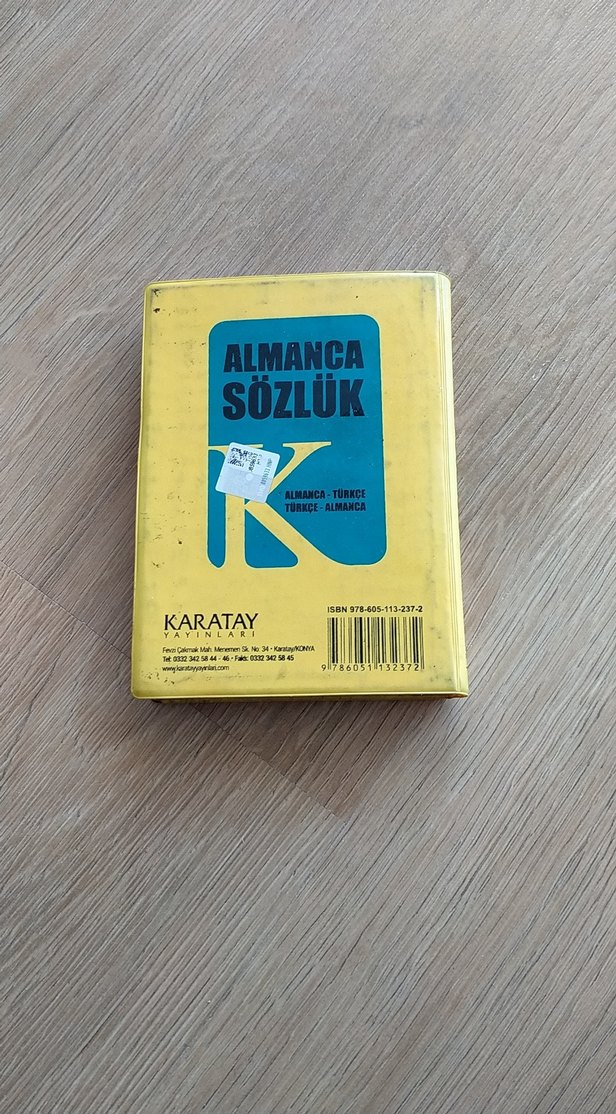 ALMANCA
SÖZLÜK
K
ALMANCA - TÜRKÇE
TÜRKÇE - ALMANCA
ISBN 978-605-113-237-2
KARATAY
YAYINLARI
Fevzi Çakmak Mah. Menemen Sk. No: 34 - Karatay/KONYA
Tel: 0332 342 58 44 - 46 • Faks: 0332 342 58 45
www.karatayyayinlari.com
9 786051 132372